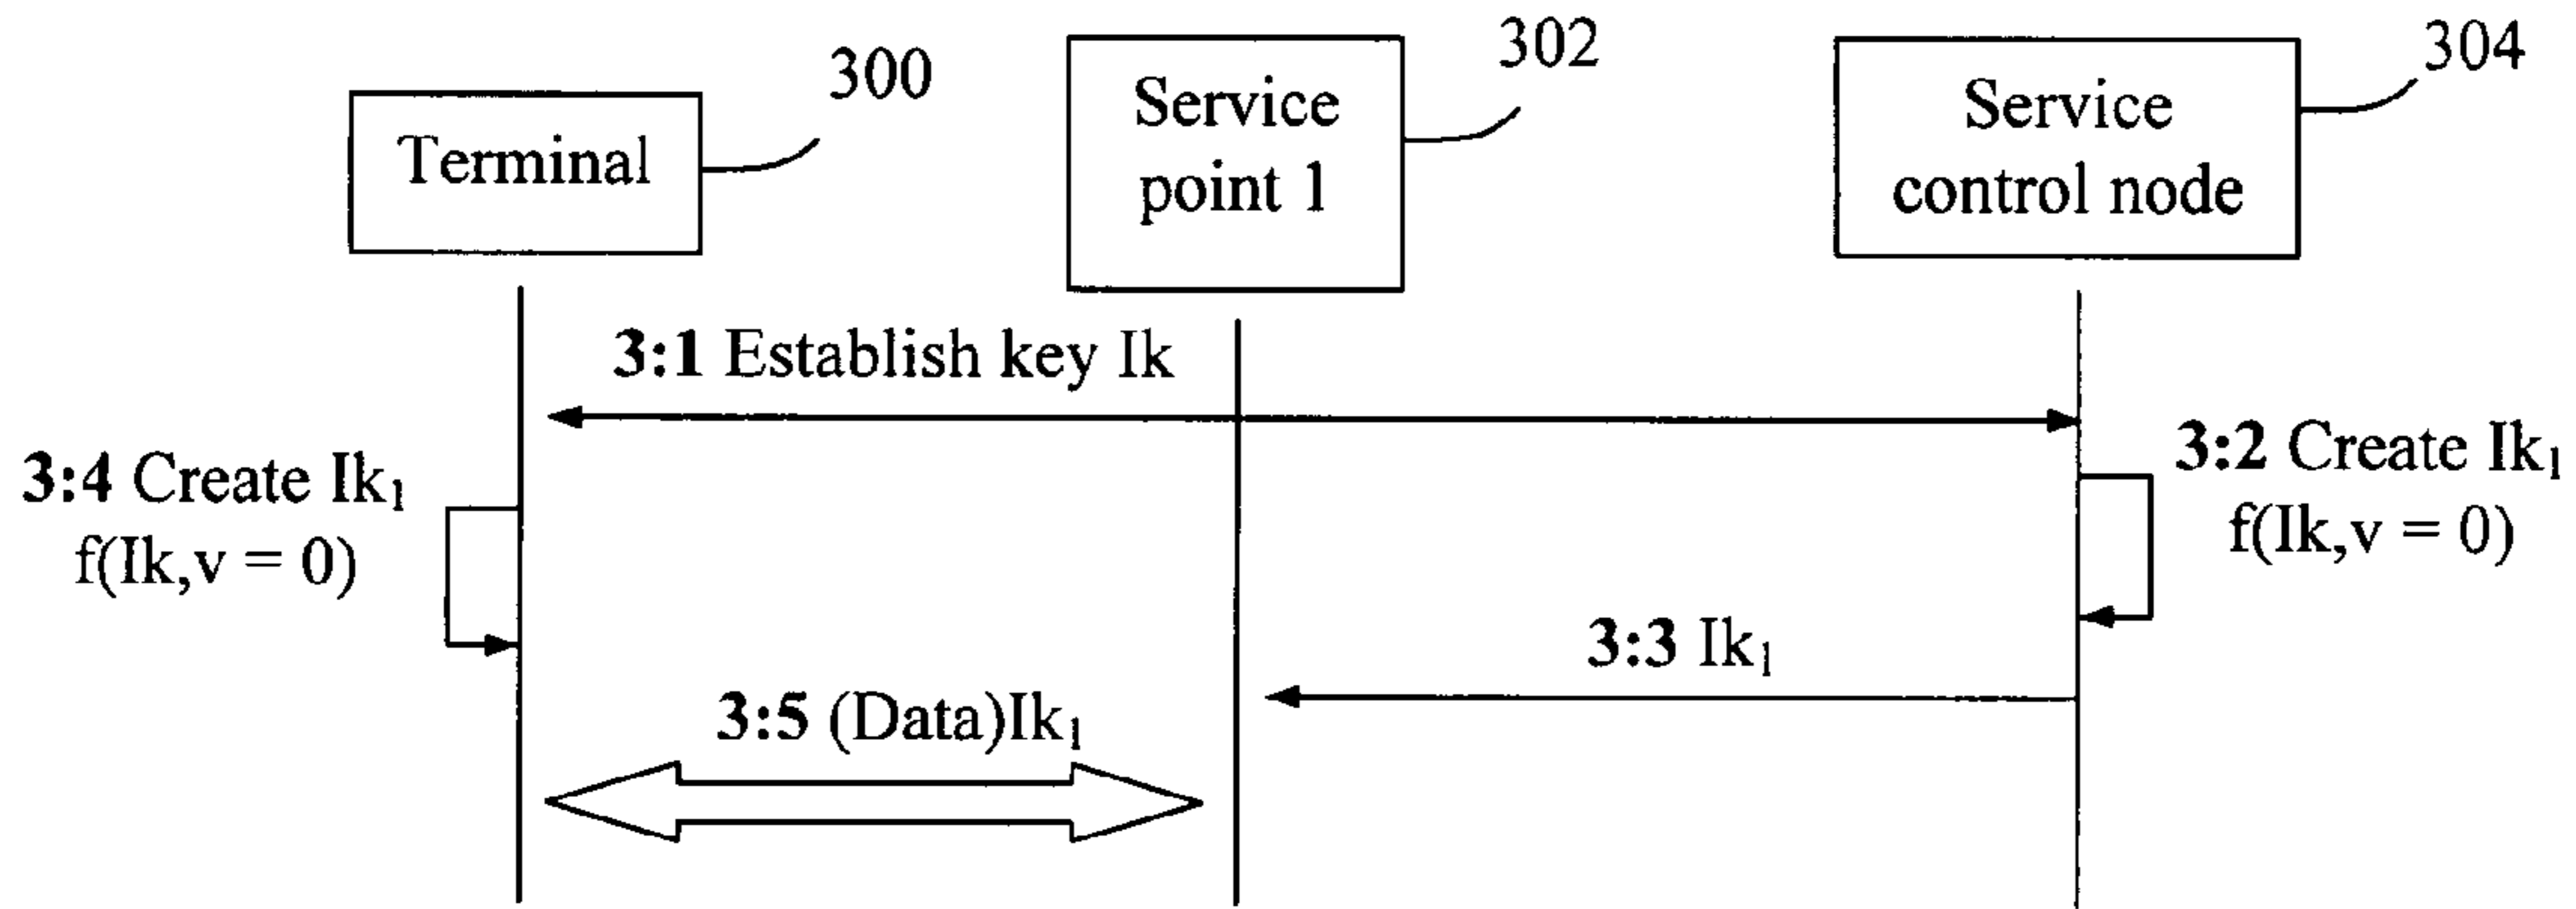 300
302
304
Terminal
Service
point 1
Service
control node
3:1 Establish key Ik
3:4 Create Ik₁
f(Ik,v = 0)
3:2 Create Ik₁
f(Ik,v = 0)
3:3 Ik₁
3:5 (Data)Ik₁